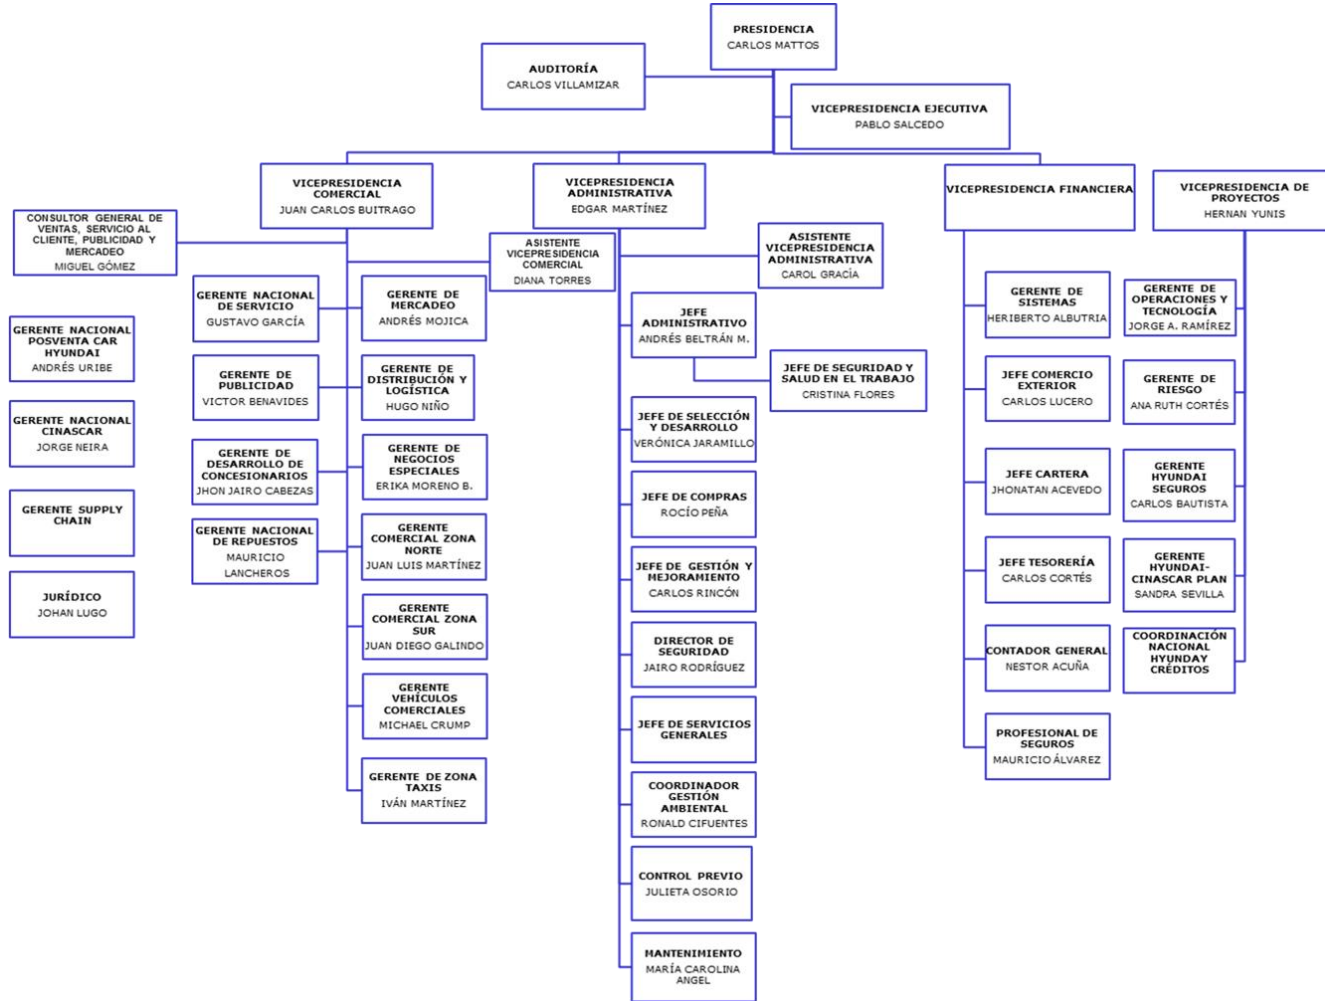 PRESIDENCIA
CARLOS MATTOS
AUDITORÍA
CARLOS VILLAMIZAR
VICEPRESIDENCIA EJECUTIVA
PABLO SALCEDO
VICEPRESIDENCIA
COMERCIAL
JUAN CARLOS BUITRAGO
VICEPRESIDENCIA
ADMINISTRATIVA
EDGAR MARTÍNEZ
VICEPRESIDENCIA FINANCIERA
VICEPRESIDENCIA DE
PROYECTOS
HERNAN YUNIS
CONSULTOR GENERAL DE
VENTAS, SERVICIO AL
CLIENTE, PUBLICIDAD Y
MERCADEO
MIGUEL GÓMEZ
ASISTENTE
VICEPRESIDENCIA
COMERCIAL
DIANA TORRES
ASISTENTE
VICEPRESIDENCIA
ADMINISTRATIVA
CAROL GRACÍA
GERENTE NACIONAL
POSVENTA CAR
HYUNDAI
ANDRÉS URIBE
GERENTE NACIONAL
CINASCAR
JORGE NEIRA
GERENTE SUPPLY
CHAIN
JURÍDICO
JOHAN LUGO
GERENTE NACIONAL
DE SERVICIO
GUSTAVO GARCÍA
GERENTE DE
PUBLICIDAD
VICTOR BENAVIDES
GERENTE DE
DESARROLLO DE
CONCESIONARIOS
JHON JAIRO CABEZAS
GERENTE NACIONAL
DE REPUESTOS
MAURICIO
LANCHEROS
GERENTE DE
MERCADEO
ANDRÉS MOJICA
GERENTE DE
DISTRIBUCIÓN Y
LOGÍSTICA
HUGO NIÑO
GERENTE DE
NEGOCIOS
ESPECIALES
ERIKA MORENO B.
GERENTE
COMERCIAL ZONA
NORTE
JUAN LUIS MARTÍNEZ
GERENTE
COMERCIAL ZONA
SUR
JUAN DIEGO GALINDO
GERENTE
VEHÍCULOS
COMERCIALES
MICHAEL CRUMP
GERENTE DE ZONA
TAXIS
IVÁN MARTÍNEZ
JEFE
ADMINISTRATIVO
ANDRÉS BELTRÁN M.
JEFE DE SEGURIDAD Y
SALUD EN EL TRABAJO
CRISTINA FLORES
JEFE DE SELECCIÓN
Y DESARROLLO
VERÓNICA JARAMILLO
JEFE DE COMPRAS
ROCÍO PEÑA
JEFE DE GESTIÓN Y
MEJORAMIENTO
CARLOS RINCÓN
DIRECTOR DE
SEGURIDAD
JAIRO RODRÍGUEZ
JEFE DE SERVICIOS
GENERALES
COORDINADOR
GESTIÓN
AMBIENTAL
RONALD CIFUENTES
CONTROL PREVIO
JULIETA OSORIO
MANTENIMIENTO
MARÍA CAROLINA
ANGEL
GERENTE DE
SISTEMAS
HERIBERTO ALBUTRIA
JEFE COMERCIO
EXTERIOR
CARLOS LUCERO
JEFE CARTERA
JHONATAN ACEVEDO
JEFE TESORERÍA
CARLOS CORTÉS
CONTADOR GENERAL
NESTOR ACUÑA
PROFESIONAL DE
SEGUROS
MAURICIO ÁLVAREZ
GERENTE DE
OPERACIONES Y
TECNOLOGÍA
JORGE A. RAMÍREZ
GERENTE DE
RIESGO
ANA RUTH CORTÉS
GERENTE
HYUNDAI
SEGUROS
CARLOS BAUTISTA
GERENTE
HYUNDAI-
CINASCAR PLAN
SANDRA SEVILLA
COORDINACIÓN
NACIONAL
HYUNDAY
CRÉDITOS